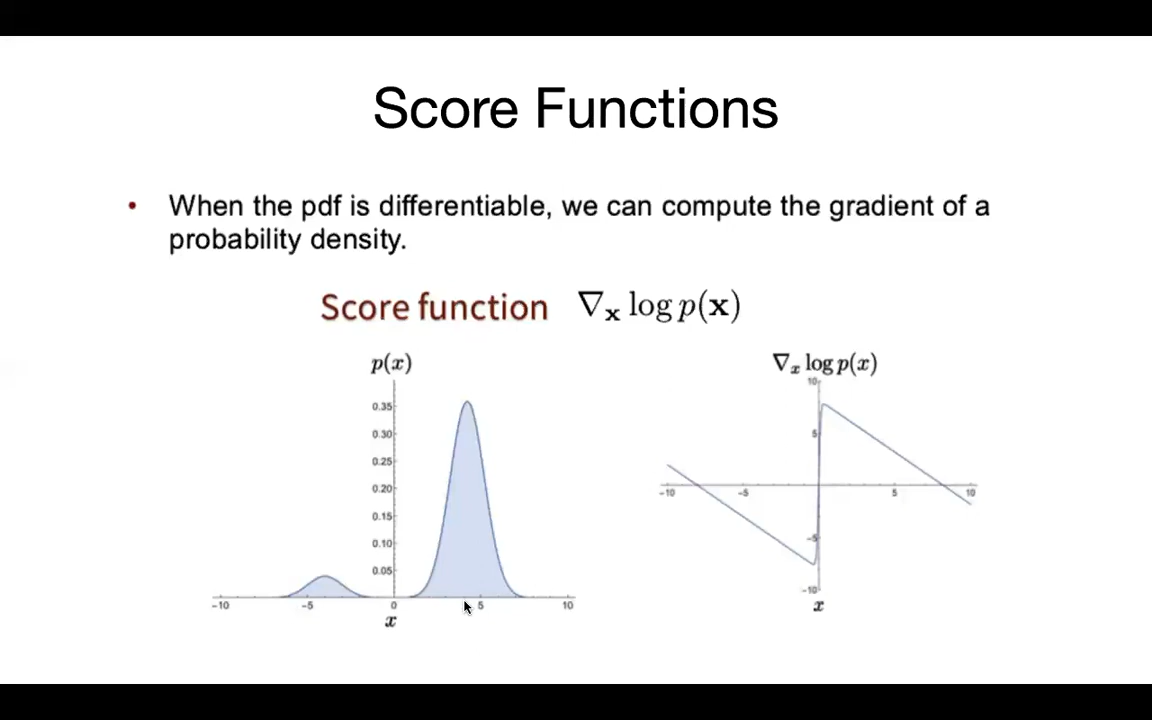 Score Functions
• When the pdf is differentiable, we can compute the gradient of a
probability density.
Score function ∇ₓ log p(x)
p(x)
0.35
0.30
0.25
0.20
0.15
0.10
0.05
-10 -5 0 5 10
x
∇ₓ log p(x)
10
5
-10 -5 5 10
-5
-10
x